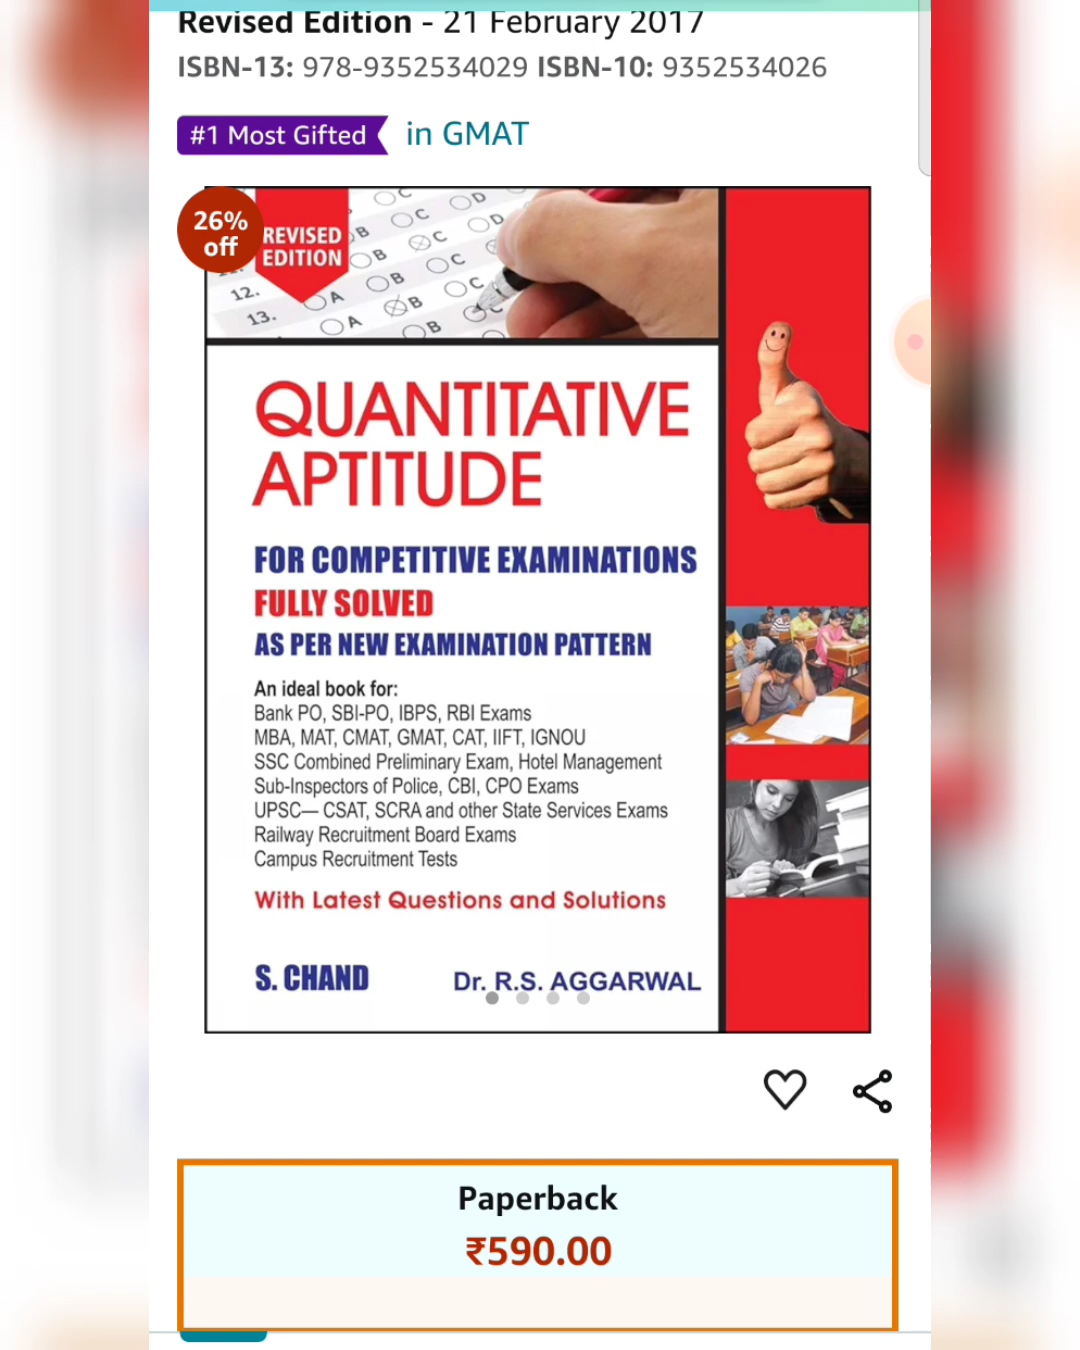 Revised Edition - 21 February 2017
ISBN-13: 978-9352534029 ISBN-10: 9352534026
#1 Most Gifted in GMAT
26%
off
REVISED
EDITION
12.
13.
A
B
C
D
B
C
D
A
B
C
A
B
C
B
QUANTITATIVE
APTITUDE
FOR COMPETITIVE EXAMINATIONS
FULLY SOLVED
AS PER NEW EXAMINATION PATTERN
An ideal book for:
Bank PO, SBI-PO, IBPS, RBI Exams
MBA, MAT, CMAT, GMAT, CAT, IIFT, IGNOU
SSC Combined Preliminary Exam, Hotel Management
Sub-Inspectors of Police, CBI, CPO Exams
UPSC— CSAT, SCRA and other State Services Exams
Railway Recruitment Board Exams
Campus Recruitment Tests
With Latest Questions and Solutions
S. CHAND Dr. R.S. AGGARWAL
Paperback
₹590.00